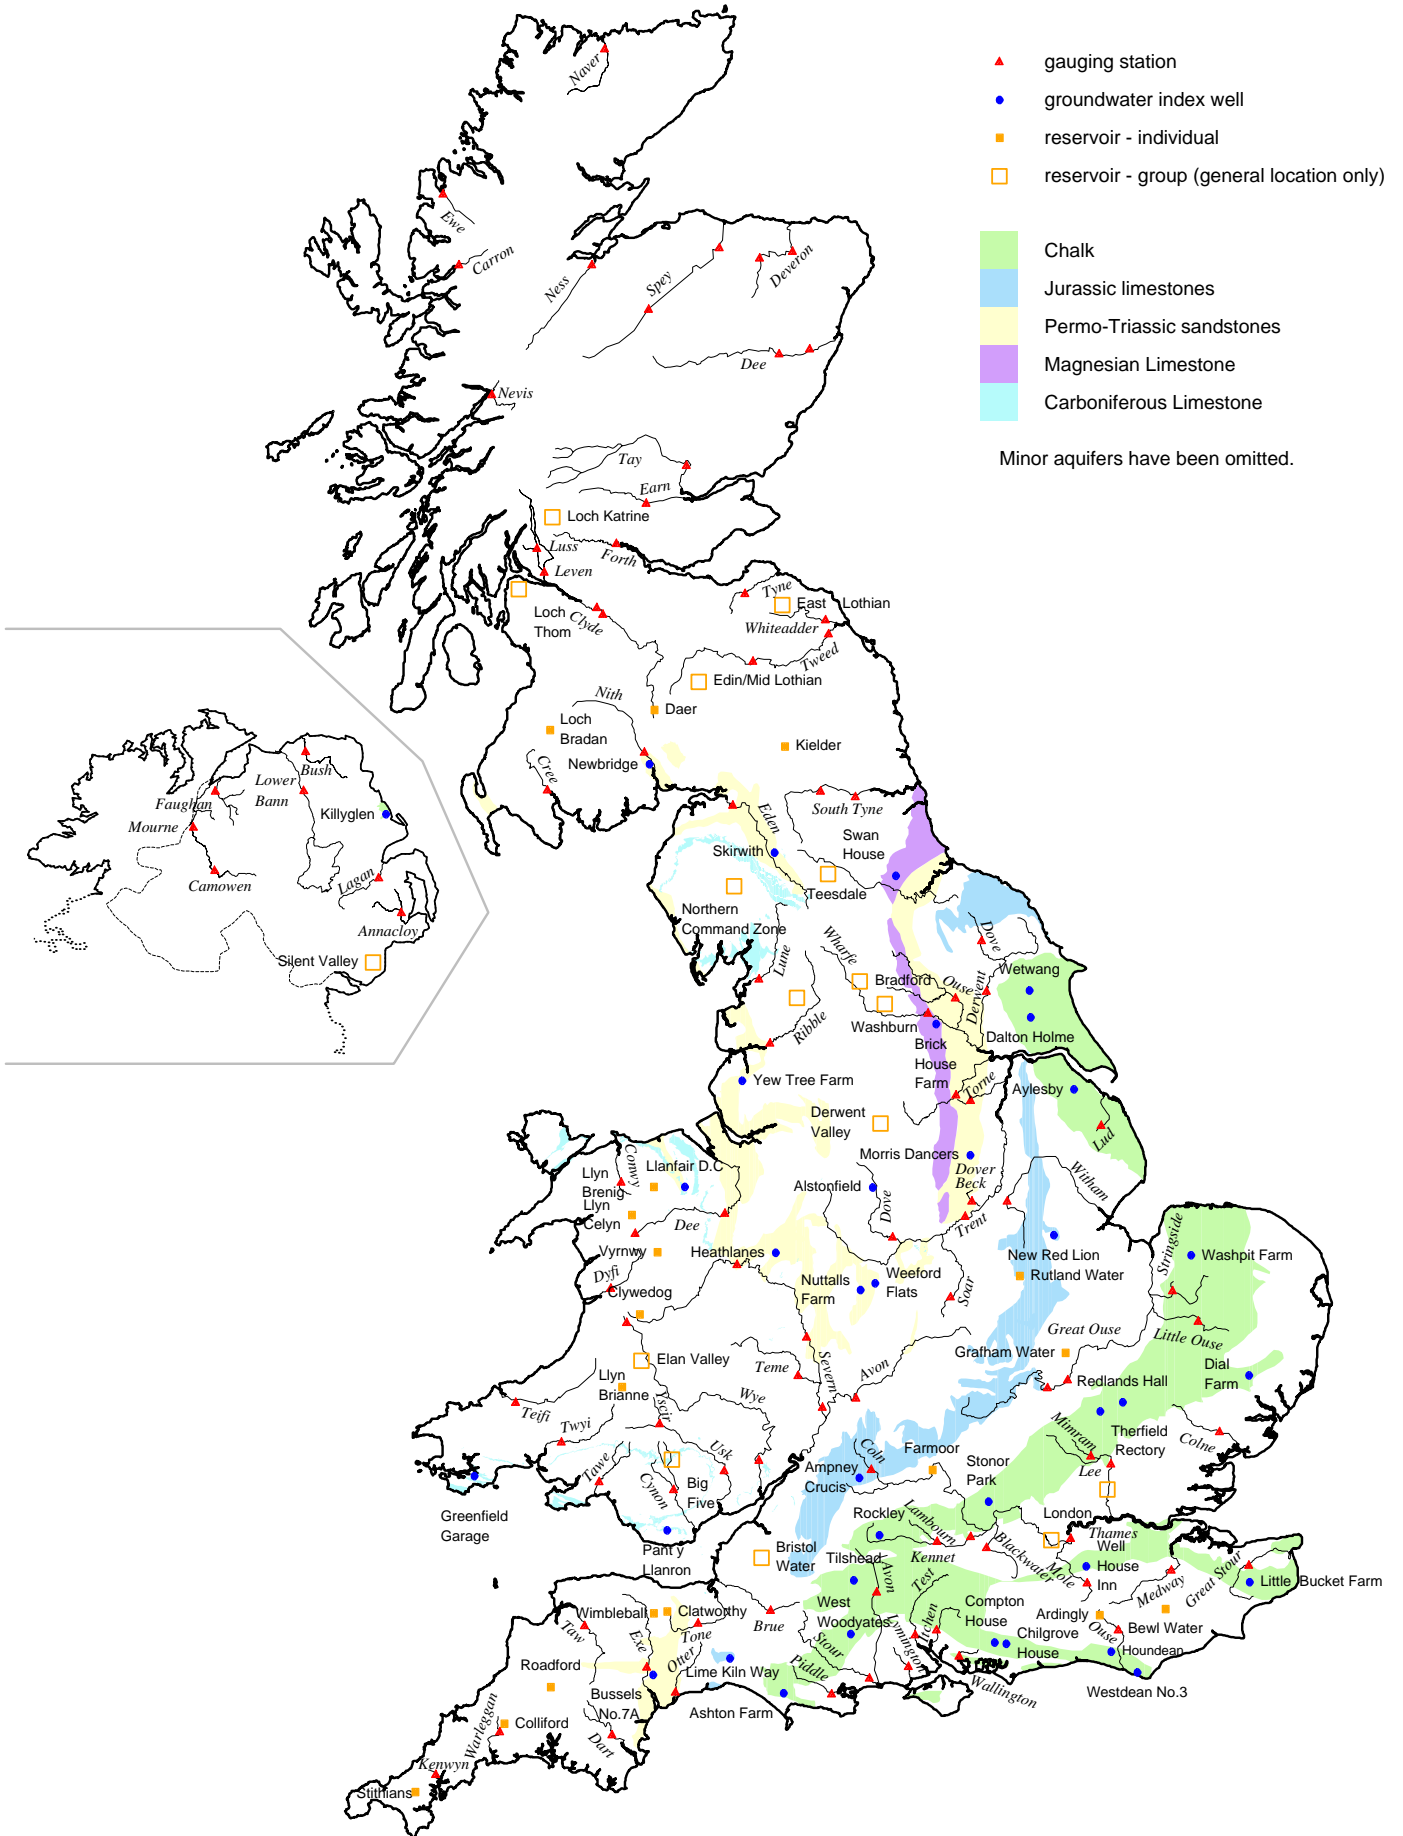 gauging station
groundwater index well
reservoir - individual
reservoir - group (general location only)
Chalk
Jurassic limestones
Permo-Triassic sandstones
Magnesian Limestone
Carboniferous Limestone
Minor aquifers have been omitted.
Naver
Ewe
Carron
Ness
Spey
Deveron
Dee
Nevis
Tay
Earn
Loch Katrine
Luss
Forth
Leven
Loch
Thom
Clyde
Tyne
East Lothian
Whiteadder
Tweed
Edin/Mid Lothian
Nith
Daer
Loch
Bradan
Kielder
Newbridge
Cree
Bush
Lower
Bann
Faughan
Mourne
Killyglen
Camowen
Lagan
Annacloy
Silent Valley
Eden
South Tyne
Swan
House
Skirwith
Teesdale
Northern
Command Zone
Lune
Wharfe
Dove
Wetwang
Bradford
Ouse
Derwent
Ribble
Washburn
Brick
House
Farm
Dalton Holme
Yew Tree Farm
Torne
Aylesby
Derwent
Valley
Lud
Morris Dancers
Dover
Beck
Witham
Conwy
Llanfair D.C
Llyn
Brenig
Llyn
Celyn
Alstonfield
Dove
Dee
Trent
Stringside
Vyrnwy
Heathlanes
New Red Lion
Washpit Farm
Dyfi
Nuttalls
Farm
Weeford
Flats
Soar
Rutland Water
Clywedog
Great Ouse
Little Ouse
Elan Valley
Teme
Severn
Avon
Grafham Water
Dial
Farm
Llyn
Brianne
Redlands Hall
Teifi
Twyi
Yscir
Wye
Mimram
Therfield
Rectory
Colne
Tawe
Usk
Coln
Farmoor
Ampney
Crucis
Stonor
Park
Lee
Cynon
Big
Five
Greenfield
Garage
Rockley
Lambourn
London
Thames
Pant y
Llanron
Bristol
Water
Tilshead
Kennet
Blackwater
Well
House
Inn
Mole
Avon
Test
Medway
Great Stour
Little Bucket Farm
Wimbleball
Clatworthy
West
Woodyates
Itchen
Compton
House
Chilgrove
House
Ardingly
Bewl Water
Taw
Exe
Tone
Brue
Stour
Lymington
Ouse
Houndean
Roadford
Otter
Lime Kiln Way
Piddle
Wallington
Westdean No.3
Bussels
No.7A
Ashton Farm
Warleggan
Colliford
Dart
Kenwyn
Stithians